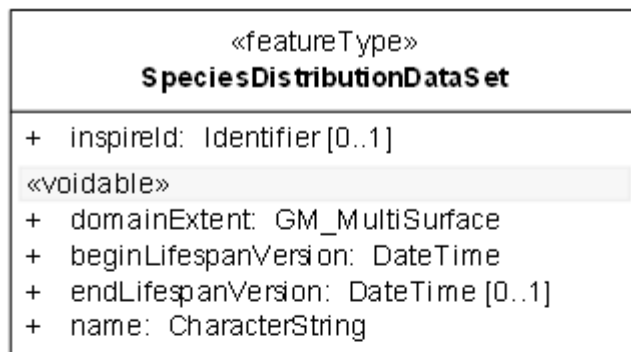 «featureType»
SpeciesDistributionDataSet
+ inspireId: Identifier [0..1]
«voidable»
+ domainExtent: GM_MultiSurface
+ beginLifespanVersion: DateTime
+ endLifespanVersion: DateTime [0..1]
+ name: CharacterString